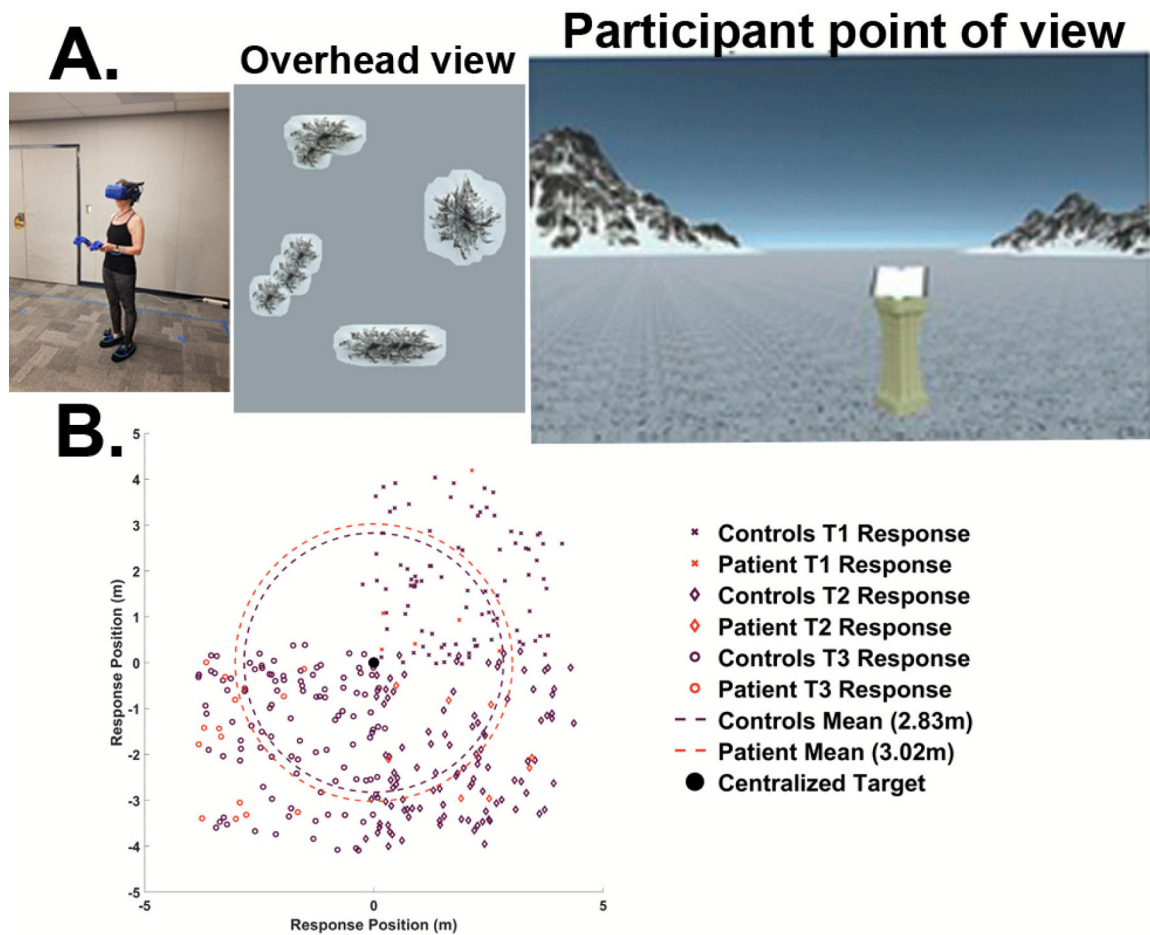 A.
Overhead view
Participant point of view
B.
5
4
3
2
1
0
-1
-2
-3
-4
-5
Response Position (m)
-5
0
5
Response Position (m)
Controls T1 Response
Patient T1 Response
Controls T2 Response
Patient T2 Response
Controls T3 Response
Patient T3 Response
Controls Mean (2.83m)
Patient Mean (3.02m)
Centralized Target